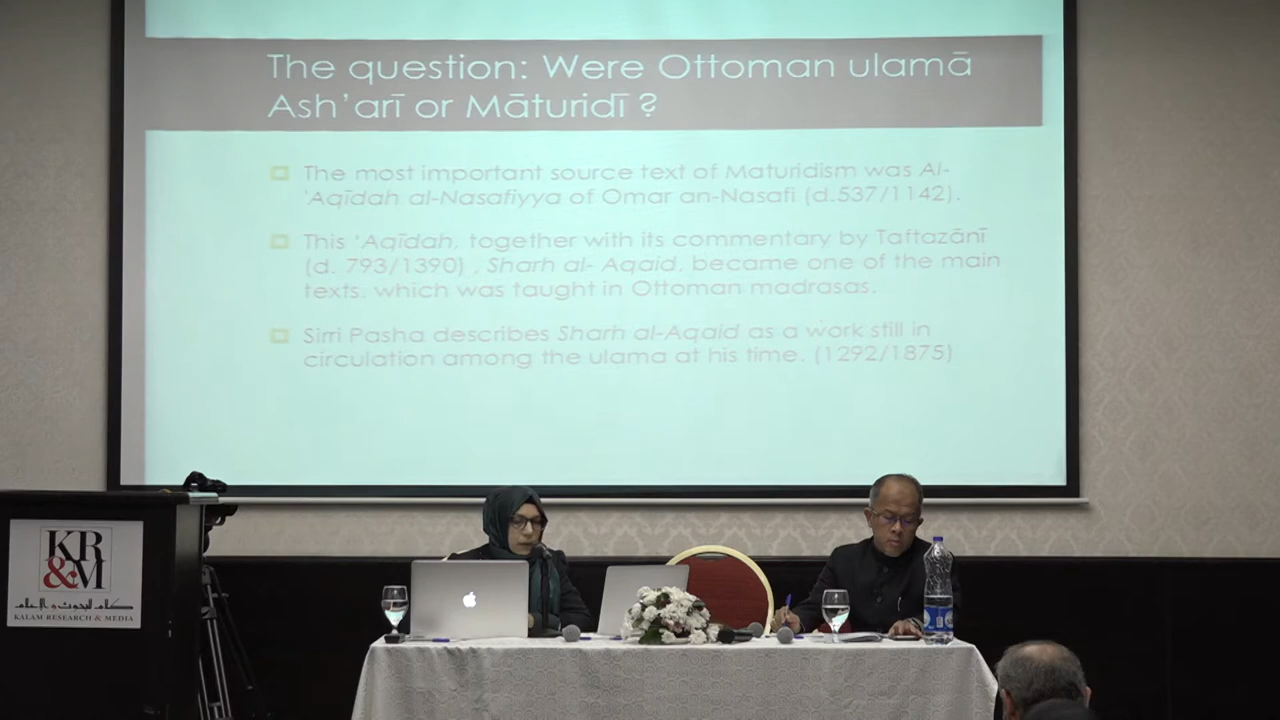 The question: Were Ottoman ulamā
Ash'arī or Māturidī ?
The most important source text of Maturidism was Al-
'Aqīdah al-Nasafiyya of Omar an-Nasafi (d.537/1142).
This 'Aqīdah, together with its commentary by Taftazānī
(d. 793/1390) , Sharh al- Aqaid, became one of the main
texts, which was taught in Ottoman madrasas.
Sirri Pasha describes Sharh al-Aqaid as a work still in
circulation among the ulama at his time. (1292/1875)
KR
&M
كلام للبحوث و الإعلام
KALAM RESEARCH & MEDIA